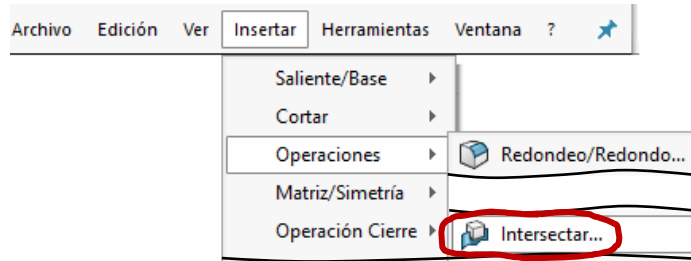 Archivo Edición Ver Insertar Herramientas Ventana ?
Saliente/Base
Cortar
Operaciones
Redondeo/Redondo...
Matriz/Simetría
Operación Cierre
Intersectar...